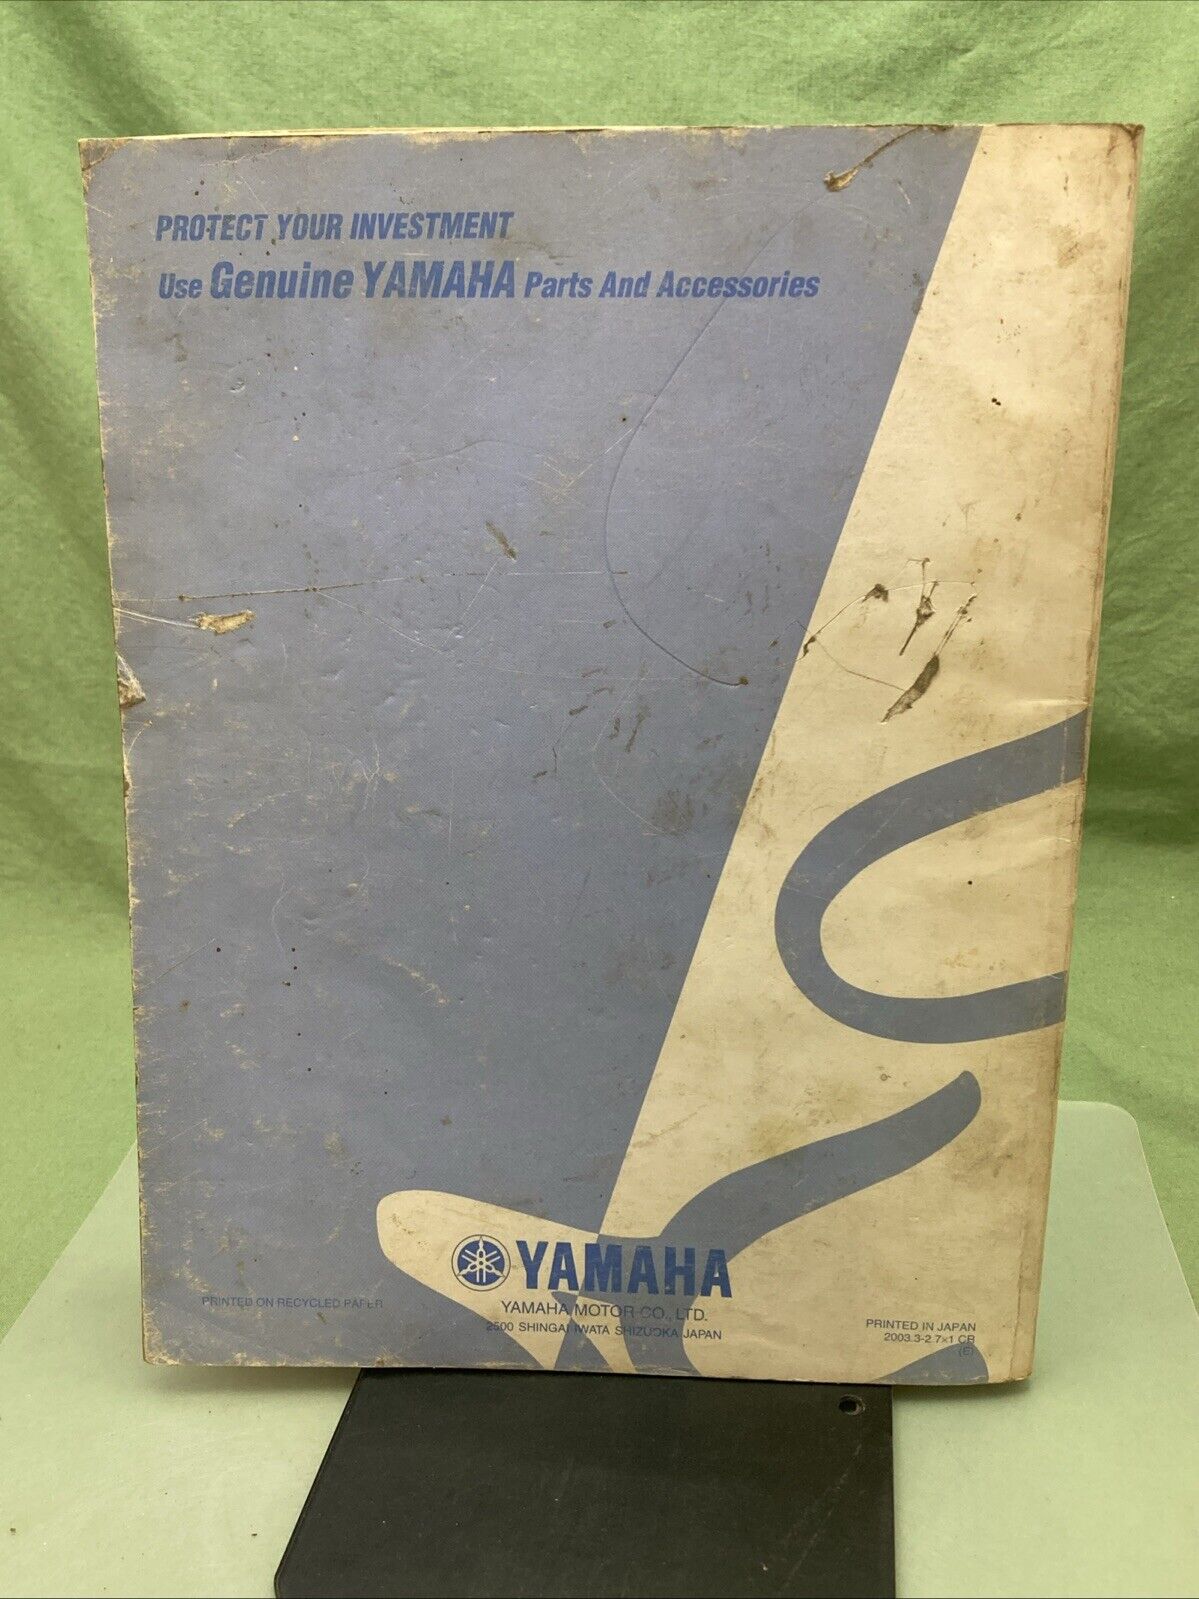 PROTECT YOUR INVESTMENT
Use Genuine YAMAHA Parts And Accessories
YAMAHA
YAMAHA MOTOR CO., LTD.
2500 SHINGAI IWATA SHIZUOKA JAPAN
PRINTED ON RECYCLED PAPER
PRINTED IN JAPAN
2003.3-2.7×1 CR
(E)